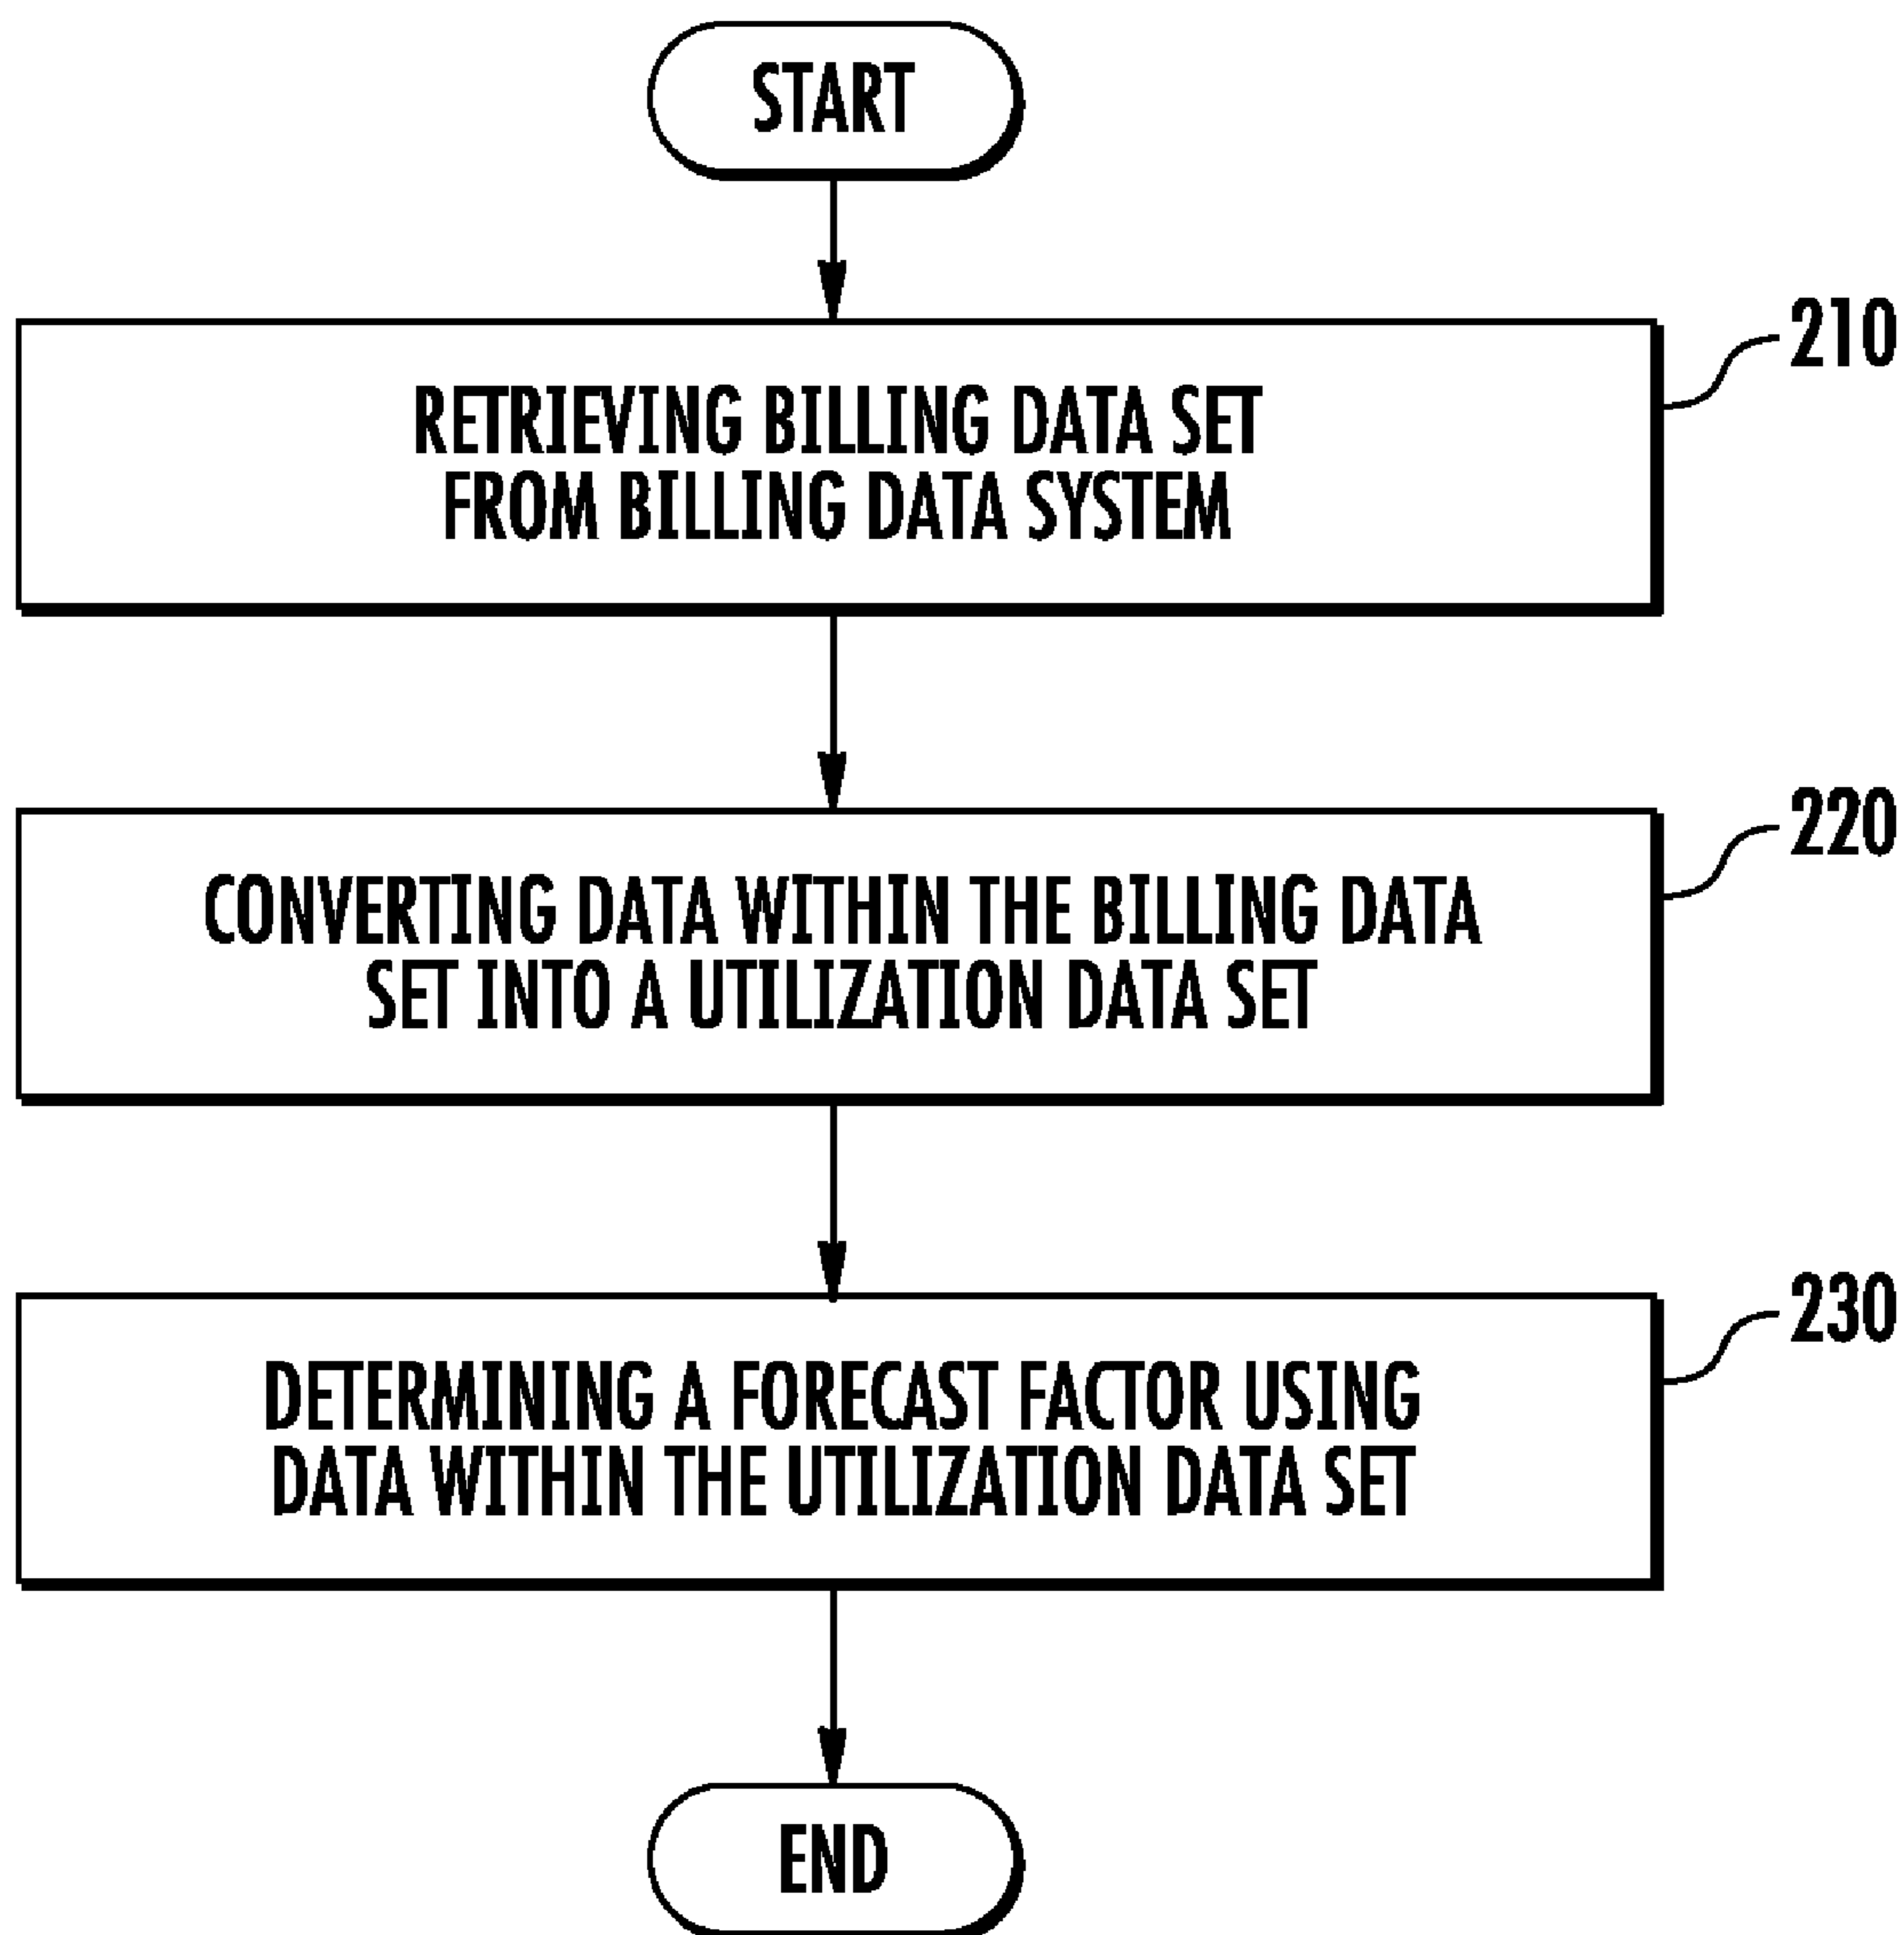 START
210
RETRIEVING BILLING DATA SET
FROM BILLING DATA SYSTEM
220
CONVERTING DATA WITHIN THE BILLING DATA
SET INTO A UTILIZATION DATA SET
230
DETERMINING A FORECAST FACTOR USING
DATA WITHIN THE UTILIZATION DATA SET
END